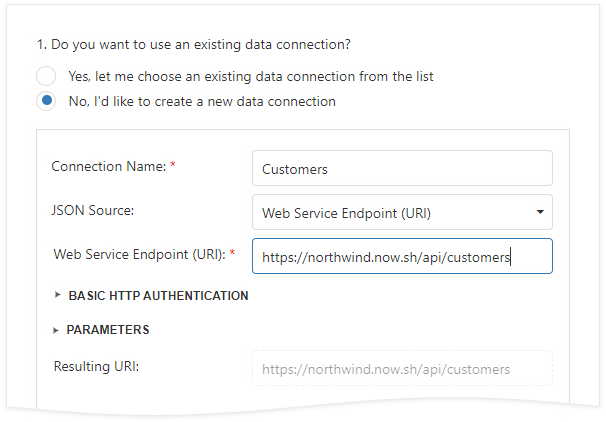 1. Do you want to use an existing data connection?
Yes, let me choose an existing data connection from the list
No, I'd like to create a new data connection
Connection Name: * Customers
JSON Source: Web Service Endpoint (URI)
Web Service Endpoint (URI): * https://northwind.now.sh/api/customers
BASIC HTTP AUTHENTICATION
PARAMETERS
Resulting URI: https://northwind.now.sh/api/customers